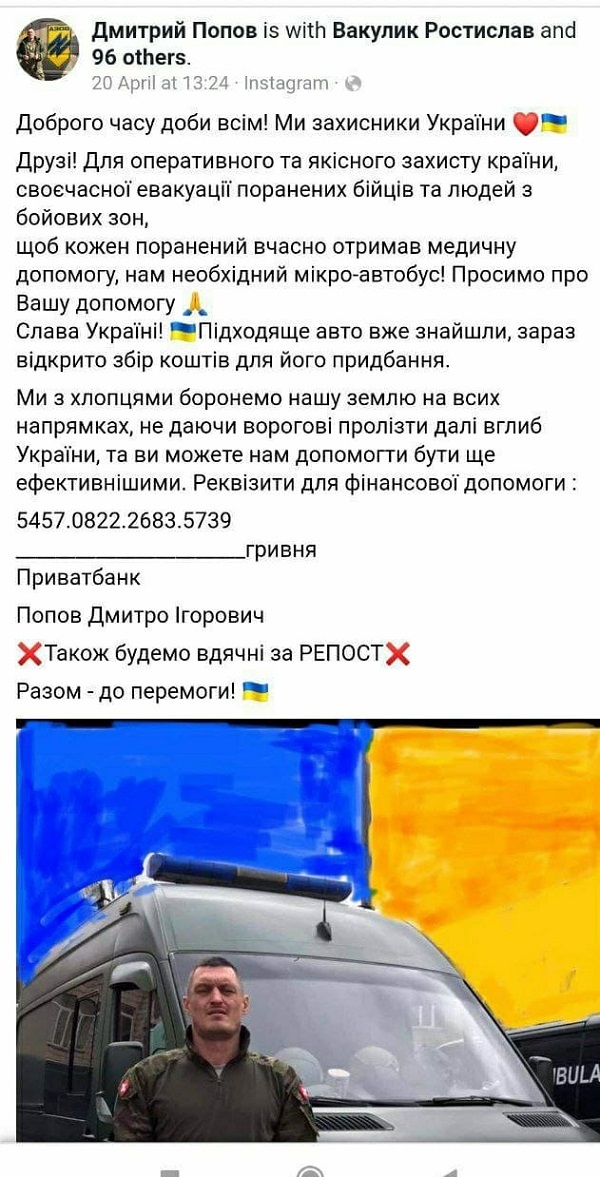 АЗОВ
Дмитрий Попов is with Вакулик Ростислав and
96 others.
20 April at 13:24 · Instagram ·
Доброго часу доби всім! Ми захисники України ❤️🇺🇦
Друзі! Для оперативного та якісного захисту країни,
своєчасної евакуації поранених бійців та людей з
бойових зон,
щоб кожен поранений вчасно отримав медичну
допомогу, нам необхідний мікро-автобус! Просимо про
Вашу допомогу 🙏
Слава Україні! 🇺🇦Підходяще авто вже знайшли, зараз
відкрито збір коштів для його придбання.
Ми з хлопцями боронемо нашу землю на всих
напрямках, не даючи ворогові пролізти далі вглиб
України, та ви можете нам допомогти бути ще
ефективнішими. Реквізити для фінансової допомоги :
5457.0822.2683.5739
____________________гривня
Приватбанк
Попов Дмитро Ігорович
❌Також будемо вдячні за РЕПОСТ❌
Разом - до перемоги! 🇺🇦
BULA